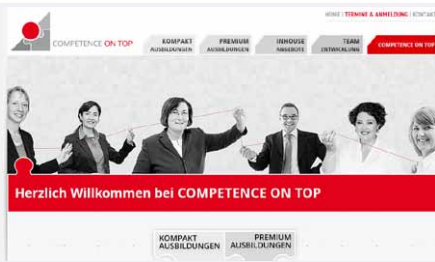 HOME | TERMINE & ANMELDUNG | KONTAKT
COMPETENCE ON TOP
KOMPAKT
AUSBILDUNGEN
PREMIUM
AUSBILDUNGEN
INHOUSE
ANGEBOTE
TEAM
ENTWICKLUNG
COMPETENCE ON TOP
Herzlich Willkommen bei COMPETENCE ON TOP
KOMPAKT
AUSBILDUNGEN
PREMIUM
AUSBILDUNGEN